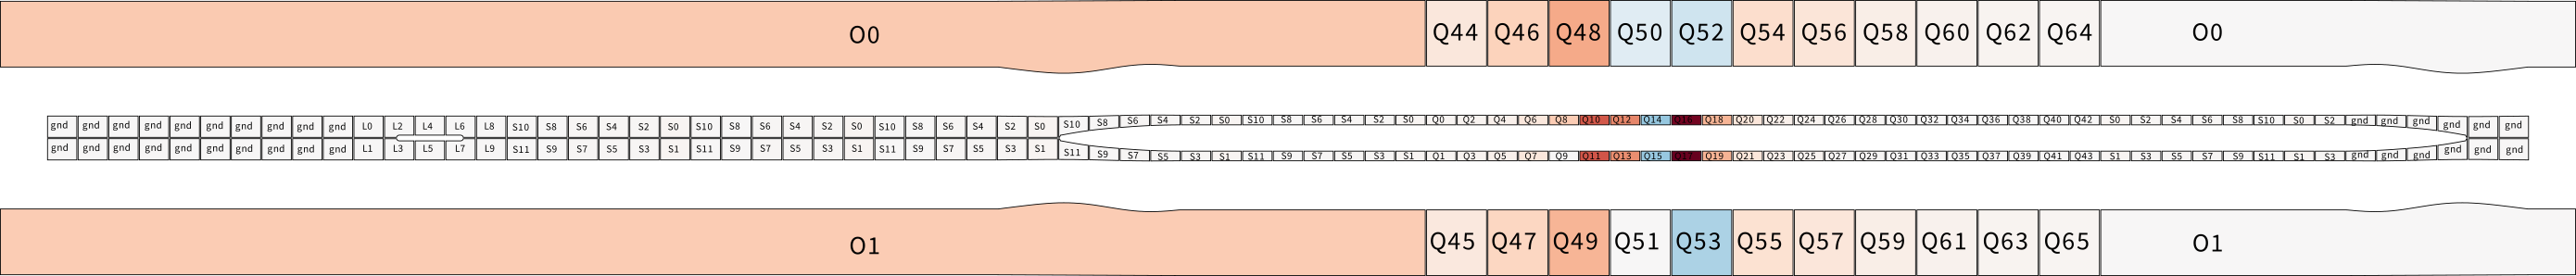 O0 Q44 Q46 Q48 Q50 Q52 Q54 Q56 Q58 Q60 Q62 Q64 O0
gnd gnd gnd gnd gnd gnd gnd gnd gnd gnd L0 L2 L4 L6 L8 S10 S8 S6 S4 S2 S0 S10 S8 S6 S4 S2 S0 S10 S8 S6 S4 S2 S0 S10 S8 S6 S4 S2 S0 S10 S8 S6 S4 S2 S0 Q0 Q2 Q4 Q6 Q8 Q10 Q12 Q14 Q16 Q18 Q20 Q22 Q24 Q26 Q28 Q30 Q32 Q34 Q36 Q38 Q40 Q42 S0 S2 S4 S6 S8 S10 S0 S2 gnd gnd gnd gnd gnd gnd
gnd gnd gnd gnd gnd gnd gnd gnd gnd gnd L1 L3 L5 L7 L9 S11 S9 S7 S5 S3 S1 S11 S9 S7 S5 S3 S1 S11 S9 S7 S5 S3 S1 S11 S9 S7 S5 S3 S1 S11 S9 S7 S5 S3 S1 Q1 Q3 Q5 Q7 Q9 Q11 Q13 Q15 Q17 Q19 Q21 Q23 Q25 Q27 Q29 Q31 Q33 Q35 Q37 Q39 Q41 Q43 S1 S3 S5 S7 S9 S11 S1 S3 gnd gnd gnd gnd gnd gnd
O1 Q45 Q47 Q49 Q51 Q53 Q55 Q57 Q59 Q61 Q63 Q65 O1